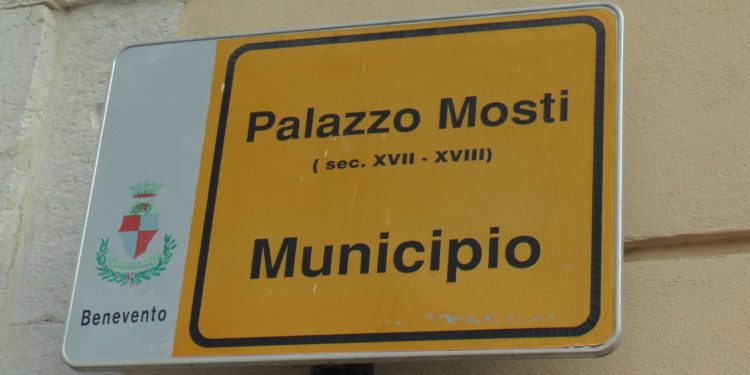 Palazzo Mosti
( sec. XVII - XVIII)
Municipio
Benevento